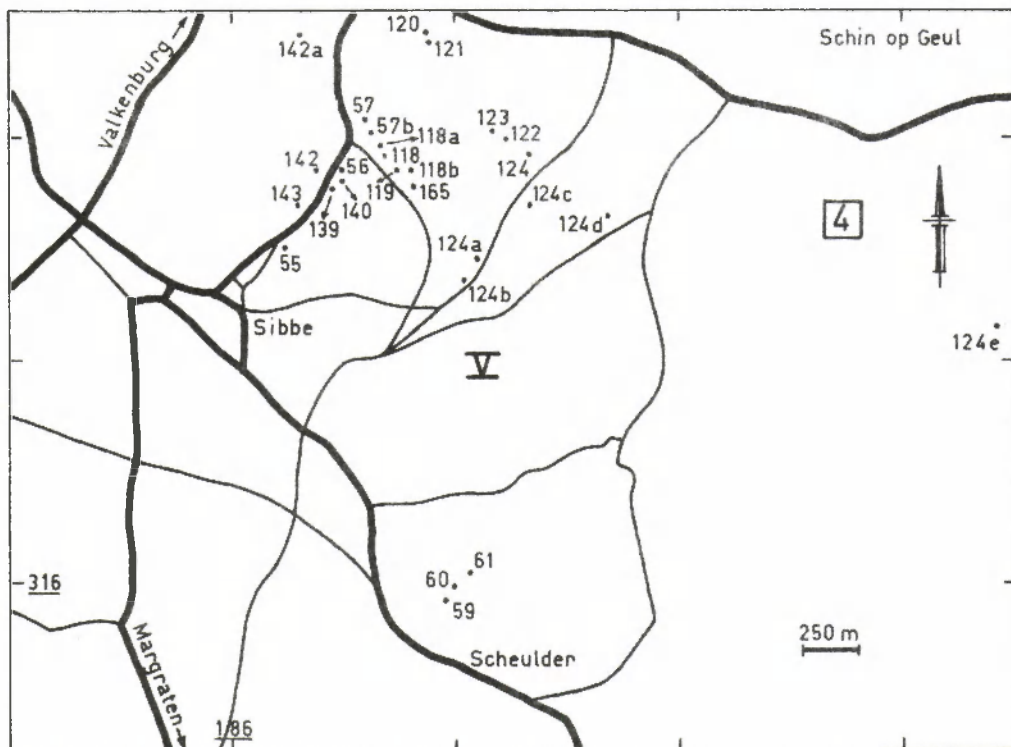 120
121
142a
Schin op Geul
Valkenburg
57
57b
118a
123
122
118
142
56
118b
124
119
165
143
140
139
124c
124d
4
55
124a
124b
Sibbe
124e
V
61
60
59
316
250 m
Margraten
Scheulder
186